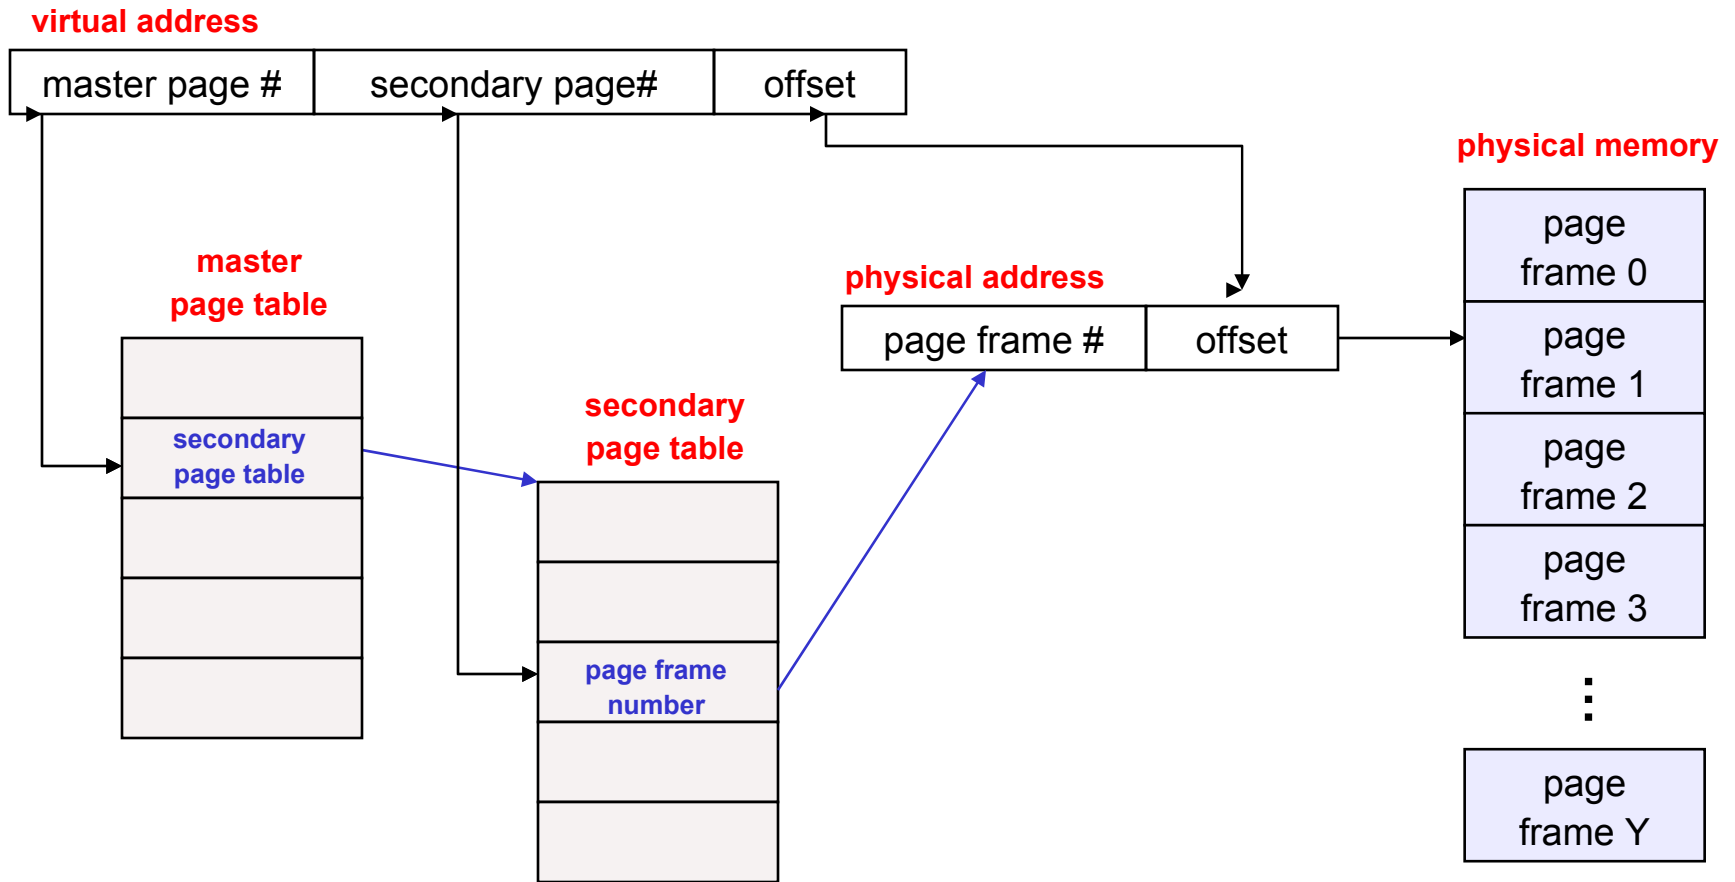 virtual address
master page #
secondary page#
offset
physical memory
page
frame 0
page
frame 1
page
frame 2
page
frame 3
⋮
page
frame Y
master
page table
secondary
page table
physical address
page frame #
offset
secondary
page table
page frame
number